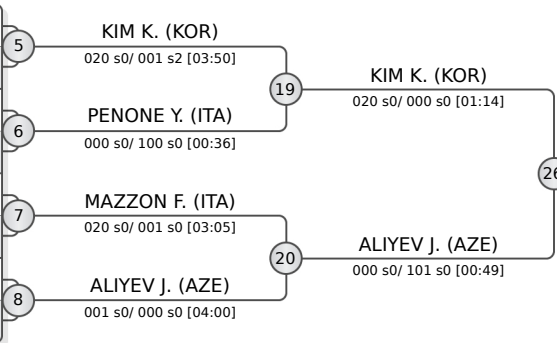 KIM K. (KOR)
5
020 s0/ 001 s2 [03:50]
KIM K. (KOR)
19
020 s0/ 000 s0 [01:14]
PENONE Y. (ITA)
6
000 s0/ 100 s0 [00:36]
26
MAZZON F. (ITA)
7
020 s0/ 001 s0 [03:05]
ALIYEV J. (AZE)
20
000 s0/ 101 s0 [00:49]
ALIYEV J. (AZE)
8
001 s0/ 000 s0 [04:00]